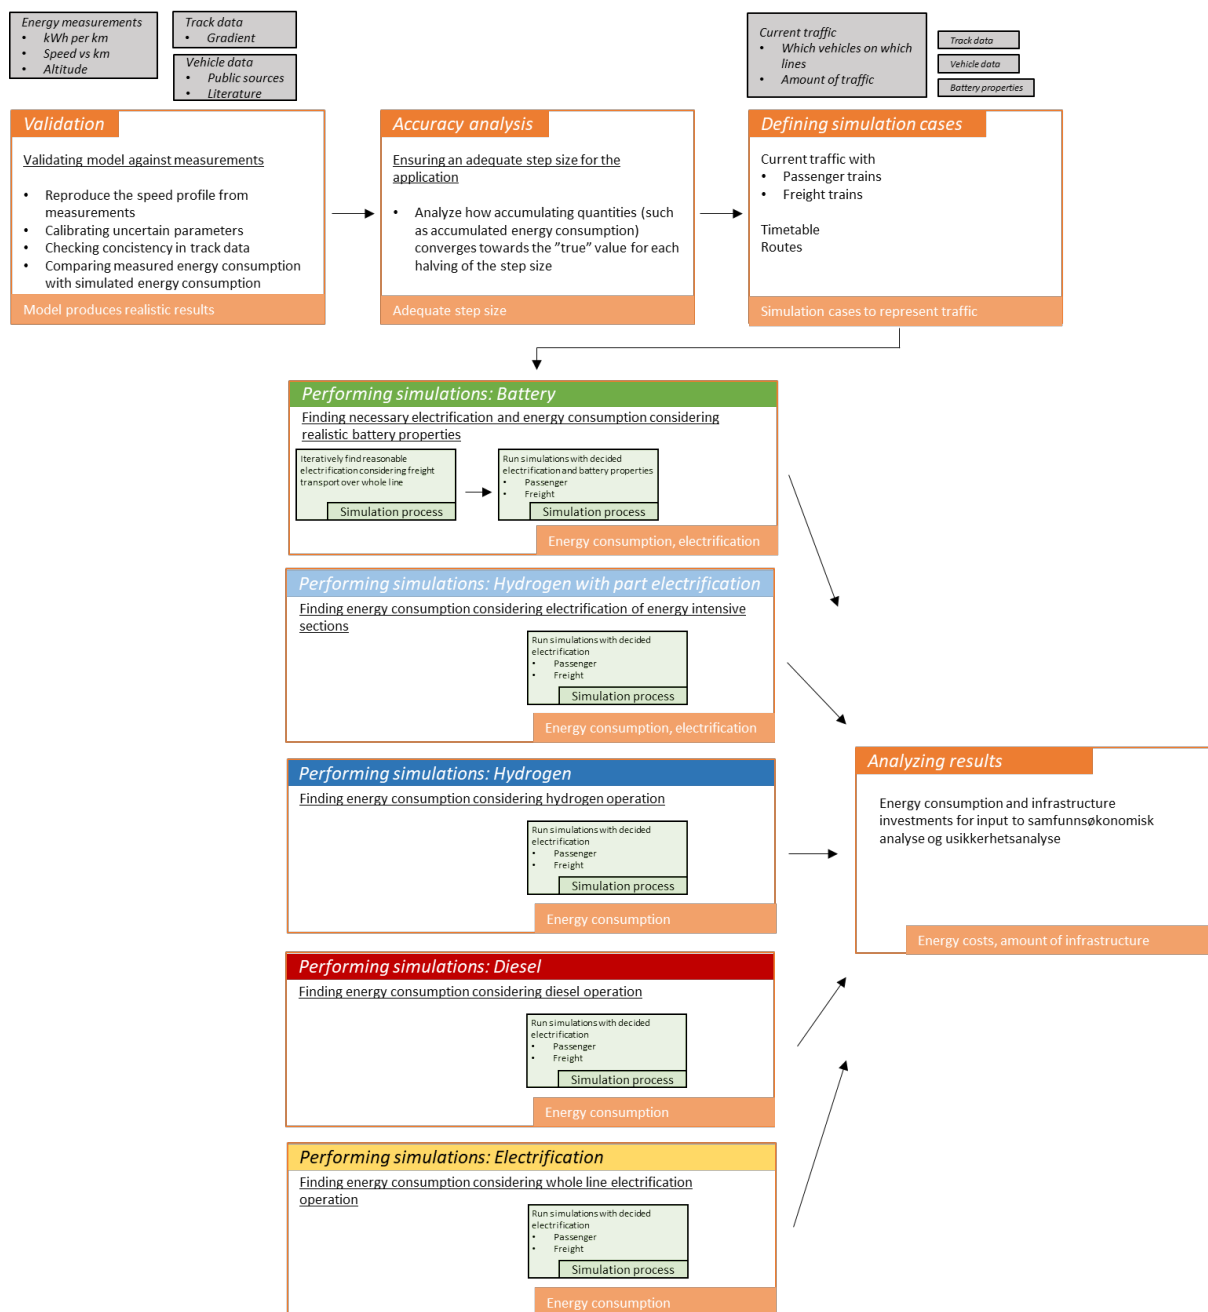 Energy measurements
• kWh per km
• Speed vs km
• Altitude
Track data
• Gradient
Vehicle data
• Public sources
• Literature
Current traffic
• Which vehicles on which
lines
• Amount of traffic
Track data
Vehicle data
Battery properties
Validation
Validating model against measurements
• Reproduce the speed profile from
measurements
• Calibrating uncertain parameters
• Checking concistency in track data
• Comparing measured energy consumption
with simulated energy consumption
Model produces realistic results
Accuracy analysis
Ensuring an adequate step size for the
application
• Analyze how accumulating quantities (such
as accumulated energy consumption)
converges towards the ”true” value for each
halving of the step size
Adequate step size
Defining simulation cases
Current traffic with
• Passenger trains
• Freight trains
Timetable
Routes
Simulation cases to represent traffic
Performing simulations: Battery
Finding necessary electrification and energy consumption considering
realistic battery properties
Iteratively find reasonable
electrification considering freight
transport over whole line
Simulation process
Run simulations with decided
electrification and battery properties
• Passenger
• Freight
Simulation process
Energy consumption, electrification
Performing simulations: Hydrogen with part electrification
Finding energy consumption considering electrification of energy intensive
sections
Run simulations with decided
electrification
• Passenger
• Freight
Simulation process
Energy consumption, electrification
Performing simulations: Hydrogen
Finding energy consumption considering hydrogen operation
Run simulations with decided
electrification
• Passenger
• Freight
Simulation process
Energy consumption
Performing simulations: Diesel
Finding energy consumption considering diesel operation
Run simulations with decided
electrification
• Passenger
• Freight
Simulation process
Energy consumption
Performing simulations: Electrification
Finding energy consumption considering whole line electrification
operation
Run simulations with decided
electrification
• Passenger
• Freight
Simulation process
Energy consumption
Analyzing results
Energy consumption and infrastructure
investments for input to samfunnsøkonomisk
analyse og usikkerhetsanalyse
Energy costs, amount of infrastructure